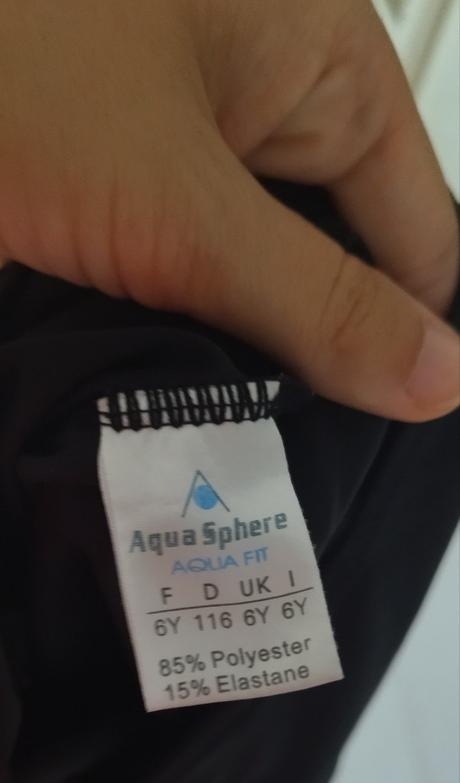 Aqua Sphere
AQUA FIT
F D UK I
6Y 116 6Y 6Y
85% Polyester
15% Elastane